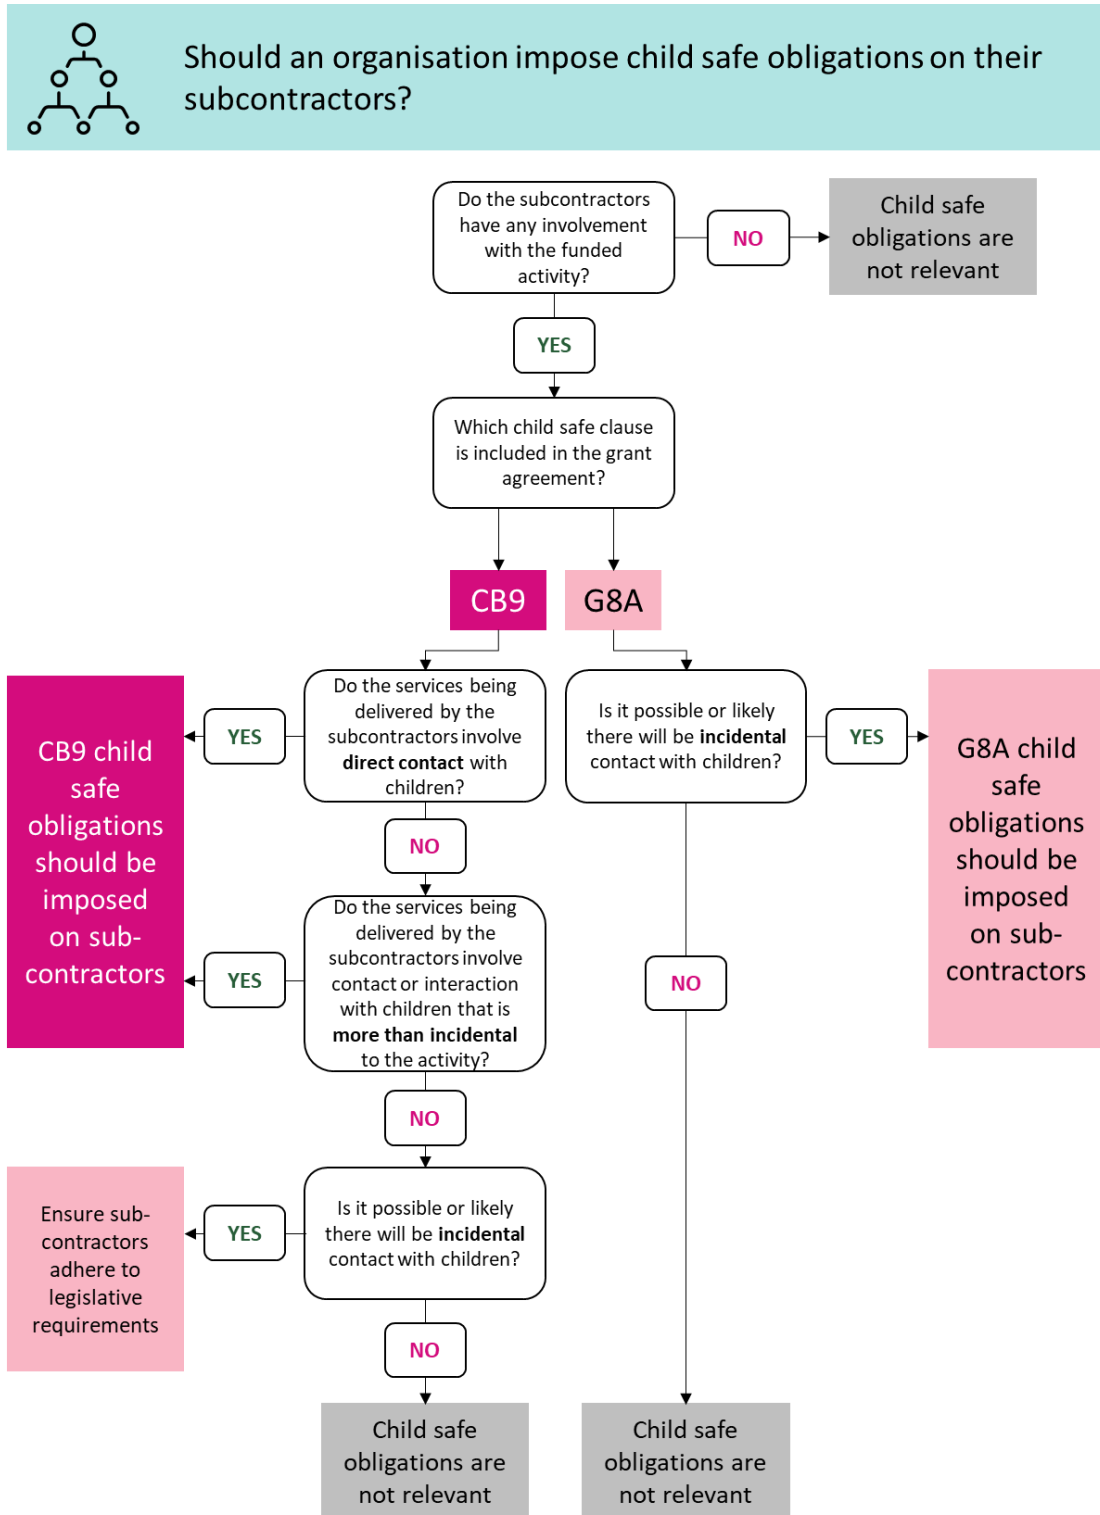 Should an organisation impose child safe obligations on their
subcontractors?
Do the subcontractors
have any involvement
with the funded
activity?
NO
Child safe
obligations are
not relevant
YES
Which child safe clause
is included in the grant
agreement?
CB9
G8A
Do the services being
delivered by the
subcontractors involve
direct contact with
children?
YES
CB9 child
safe
obligations
should be
imposed
on sub-
contractors
Is it possible or likely
there will be incidental
contact with children?
YES
G8A child
safe
obligations
should be
imposed
on sub-
contractors
NO
Do the services being
delivered by the
subcontractors involve
contact or interaction
with children that is
more than incidental
to the activity?
YES
NO
NO
Is it possible or likely
there will be incidental
contact with children?
YES
Ensure sub-
contractors
adhere to
legislative
requirements
NO
Child safe
obligations are
not relevant
Child safe
obligations are
not relevant